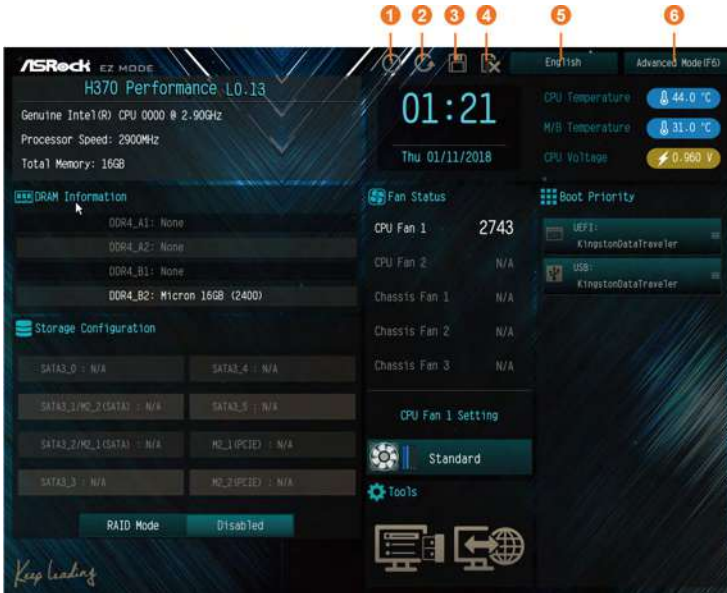 1 2 3 4 5 6
ASRock EZ MODE
English
Advanced Mode(F6)
H370 Performance L0.13
Genuine Intel(R) CPU 0000 @ 2.90GHz
Processor Speed: 2900MHz
Total Memory: 16GB
01:21
Thu 01/11/2018
CPU Temperature 44.0 °C
M/B Temperature 31.0 °C
CPU Voltage 0.960 V
DRAM Information
DDR4_A1: None
DDR4_A2: None
DDR4_B1: None
DDR4_B2: Micron 16GB (2400)
Storage Configuration
SATA3_0 : N/A
SATA3_4 : N/A
SATA3_1/M2_2(SATA) : N/A
SATA3_5 : N/A
SATA3_2/M2_1(SATA) : N/A
M2_1(PCIE) : N/A
SATA3_3 : N/A
M2_2(PCIE) : N/A
RAID Mode
Disabled
Keep leading
Fan Status
CPU Fan 1 2743
CPU Fan 2 N/A
Chassis Fan 1 N/A
Chassis Fan 2 N/A
Chassis Fan 3 N/A
CPU Fan 1 Setting
Standard
Tools
Boot Priority
UEFI:
KingstonDataTraveler
USB:
KingstonDataTraveler